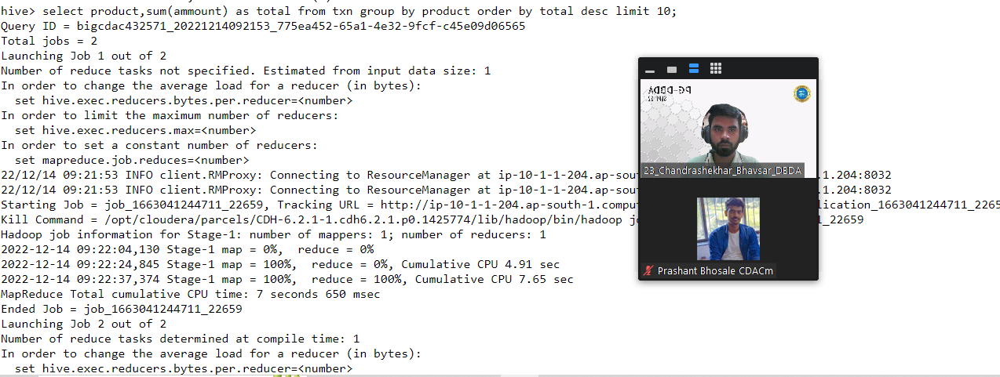 hive> select product,sum(ammount) as total from txn group by product order by total desc limit 10;
Query ID = bigcdac432571_20221214092153_775ea452-65a1-4e32-9fcf-c45e09d06565
Total jobs = 2
Launching Job 1 out of 2
Number of reduce tasks not specified. Estimated from input data size: 1
In order to change the average load for a reducer (in bytes):
  set hive.exec.reducers.bytes.per.reducer=<number>
In order to limit the maximum number of reducers:
  set hive.exec.reducers.max=<number>
In order to set a constant number of reducers:
  set mapreduce.job.reduces=<number>
22/12/14 09:21:53 INFO client.RMProxy: Connecting to ResourceManager at ip-10-1-1-204.ap-sout .1.204:8032
22/12/14 09:21:53 INFO client.RMProxy: Connecting to ResourceManager at ip-10-1-1-204.ap-sout .1.204:8032
Starting Job = job_1663041244711_22659, Tracking URL = http://ip-10-1-1-204.ap-south-1.comput lication_1663041244711_2265
Kill Command = /opt/cloudera/parcels/CDH-6.2.1-1.cdh6.2.1.p0.1425774/lib/hadoop/bin/hadoop jo 1_22659
Hadoop job information for Stage-1: number of mappers: 1; number of reducers: 1
2022-12-14 09:22:04,130 Stage-1 map = 0%,  reduce = 0%
2022-12-14 09:22:24,845 Stage-1 map = 100%,  reduce = 0%, Cumulative CPU 4.91 sec
2022-12-14 09:22:37,374 Stage-1 map = 100%,  reduce = 100%, Cumulative CPU 7.65 sec
MapReduce Total cumulative CPU time: 7 seconds 650 msec
Ended Job = job_1663041244711_22659
Launching Job 2 out of 2
Number of reduce tasks determined at compile time: 1
In order to change the average load for a reducer (in bytes):
  set hive.exec.reducers.bytes.per.reducer=<number>
PG-DBDA
SEPT-22
23_Chandrashekhar_Bhavsar_DBDA
Prashant Bhosale CDACm